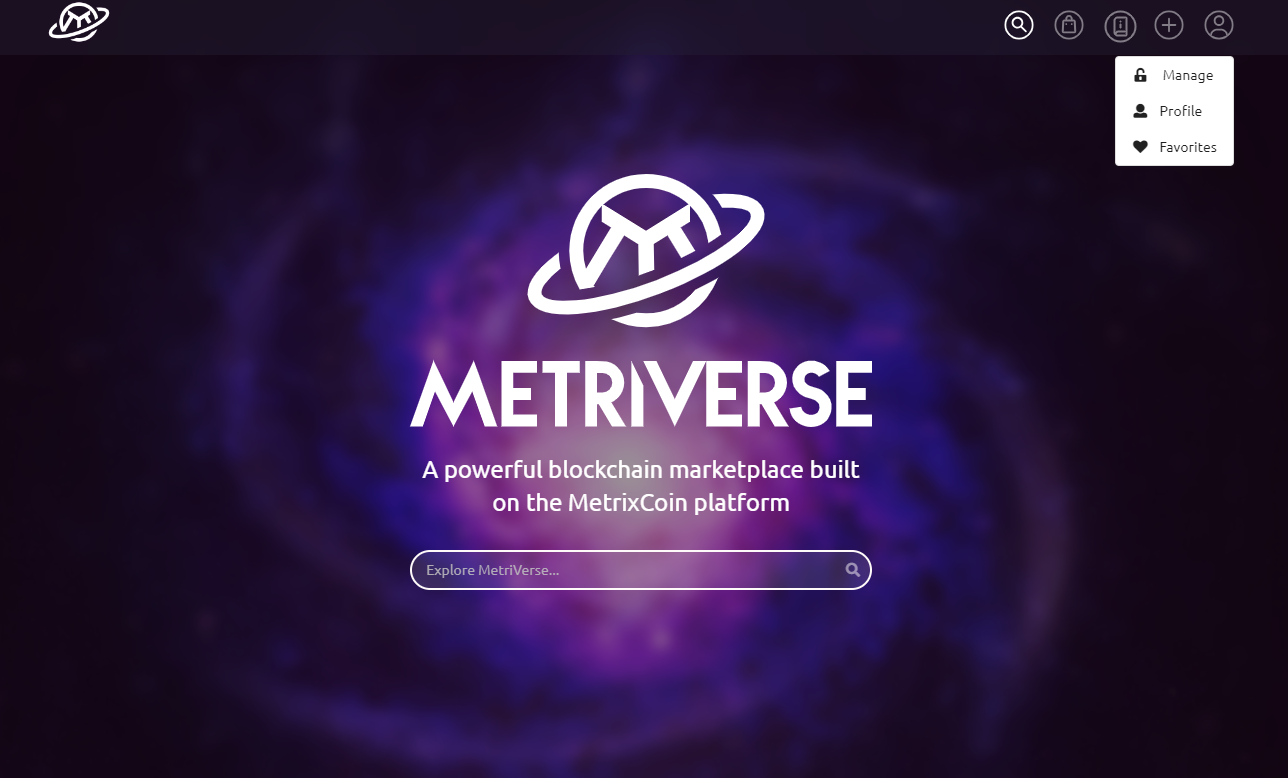 Manage
Profile
Favorites
METRIVERSE
A powerful blockchain marketplace built
on the MetrixCoin platform
Explore MetriVerse...